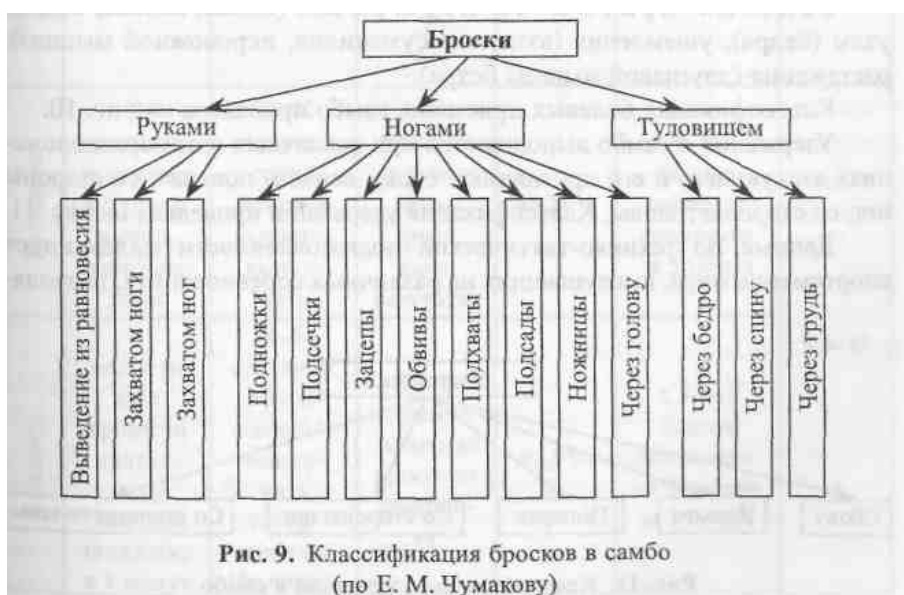 Броски
Руками
Ногами
Туловищем
Выведение из равновесия
Захватом ноги
Захватом ног
Подножки
Подсечки
Зацепы
Обвивы
Подхваты
Подсады
Ножницы
Через голову
Через бедро
Через спину
Через грудь
Рис. 9. Классификация бросков в самбо
(по Е. М. Чумакову)